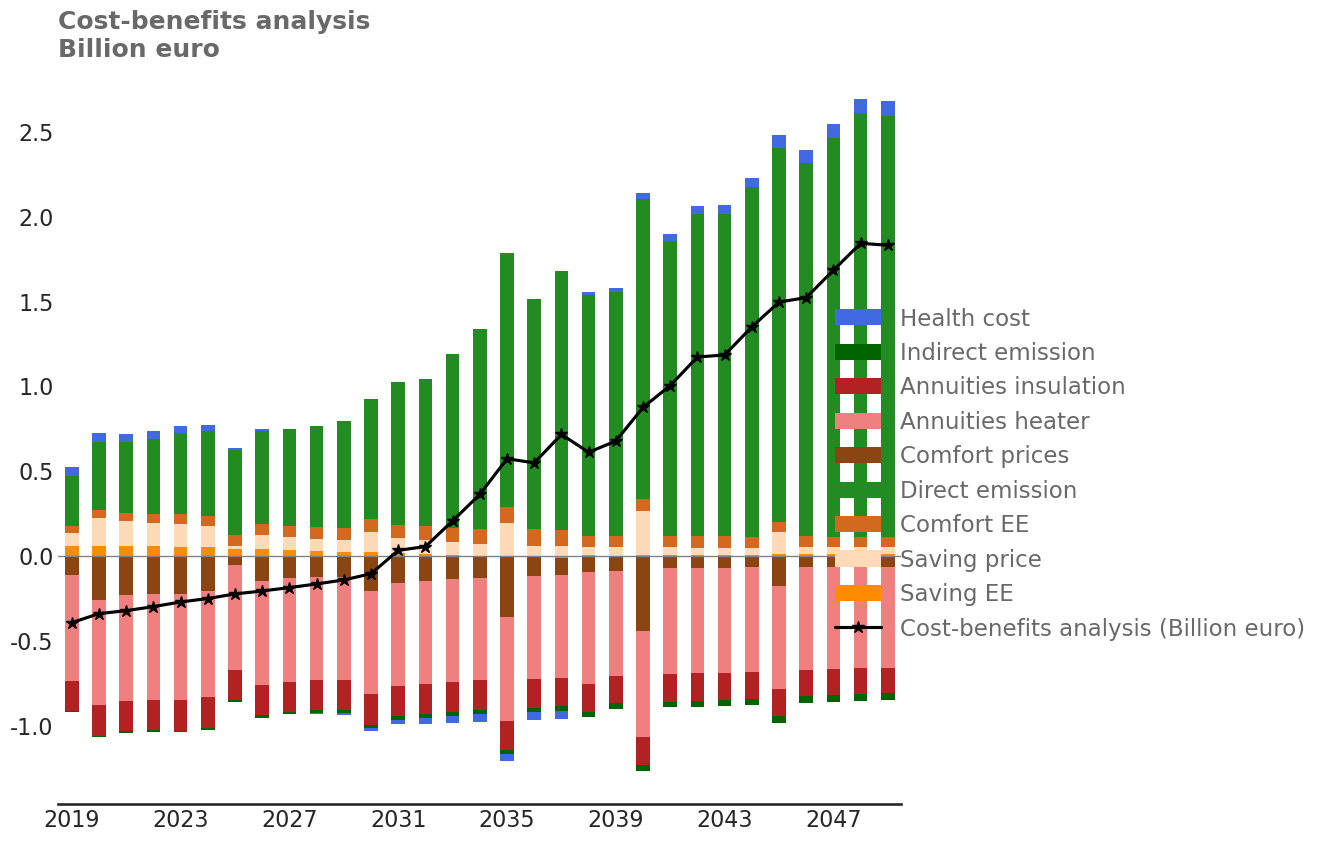 Cost-benefits analysis
Billion euro
2.5
2.0
1.5
1.0
0.5
0.0
-0.5
-1.0
2019 2023 2027 2031 2035 2039 2043 2047
Health cost
Indirect emission
Annuities insulation
Annuities heater
Comfort prices
Direct emission
Comfort EE
Saving price
Saving EE
Cost-benefits analysis (Billion euro)